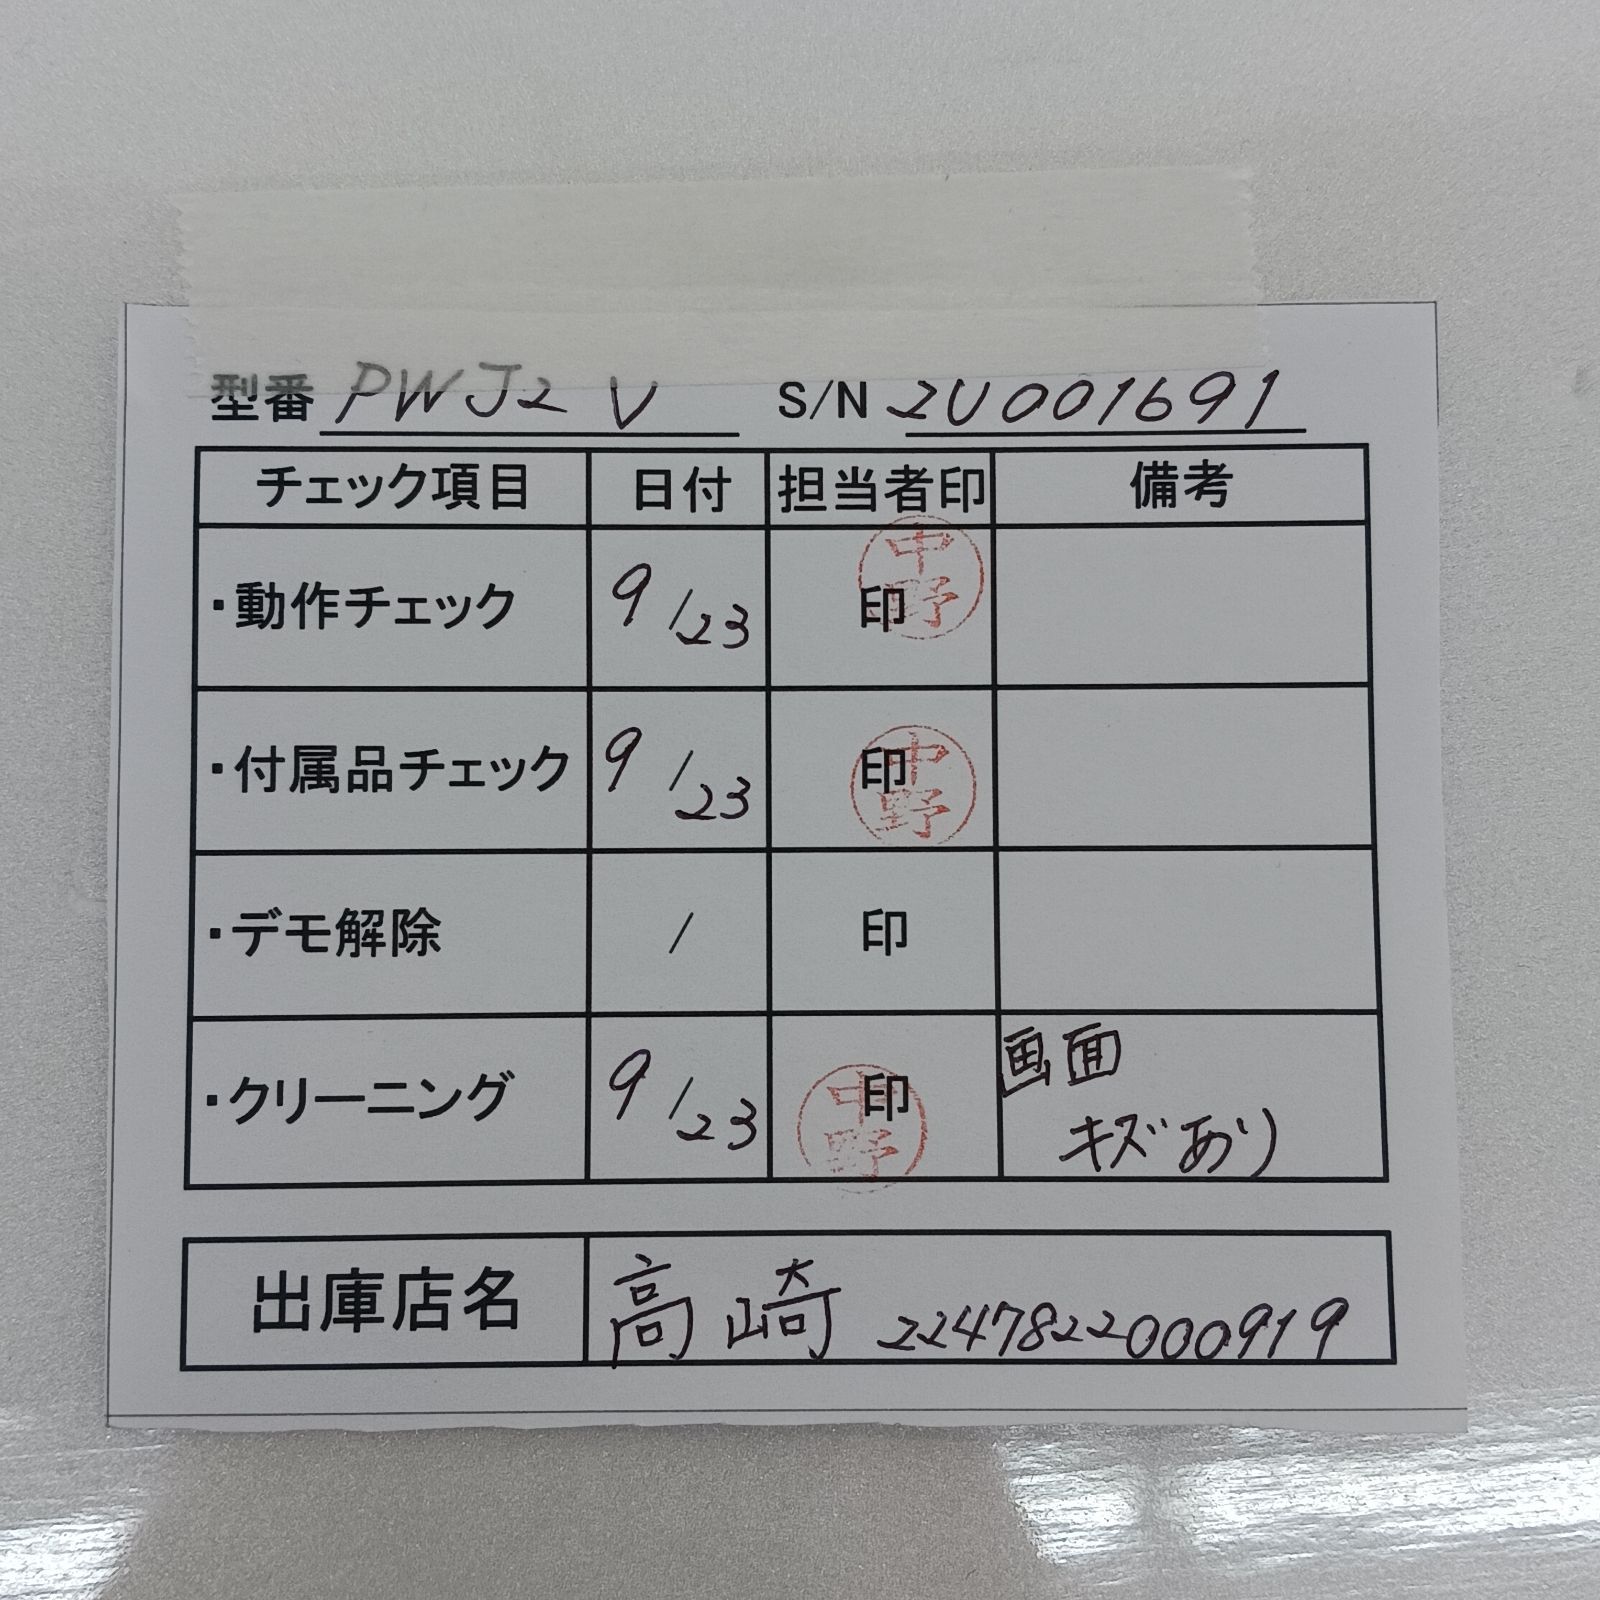 型番 PWJ2 V S/N 2U001691
チェック項目 日付 担当者印 備考
・動作チェック 9/23 印 中野
・付属品チェック 9/23 印 中野
・デモ解除 / 印
・クリーニング 9/23 印 中野 画面
キズあり
出庫店名 高崎 2247822000919